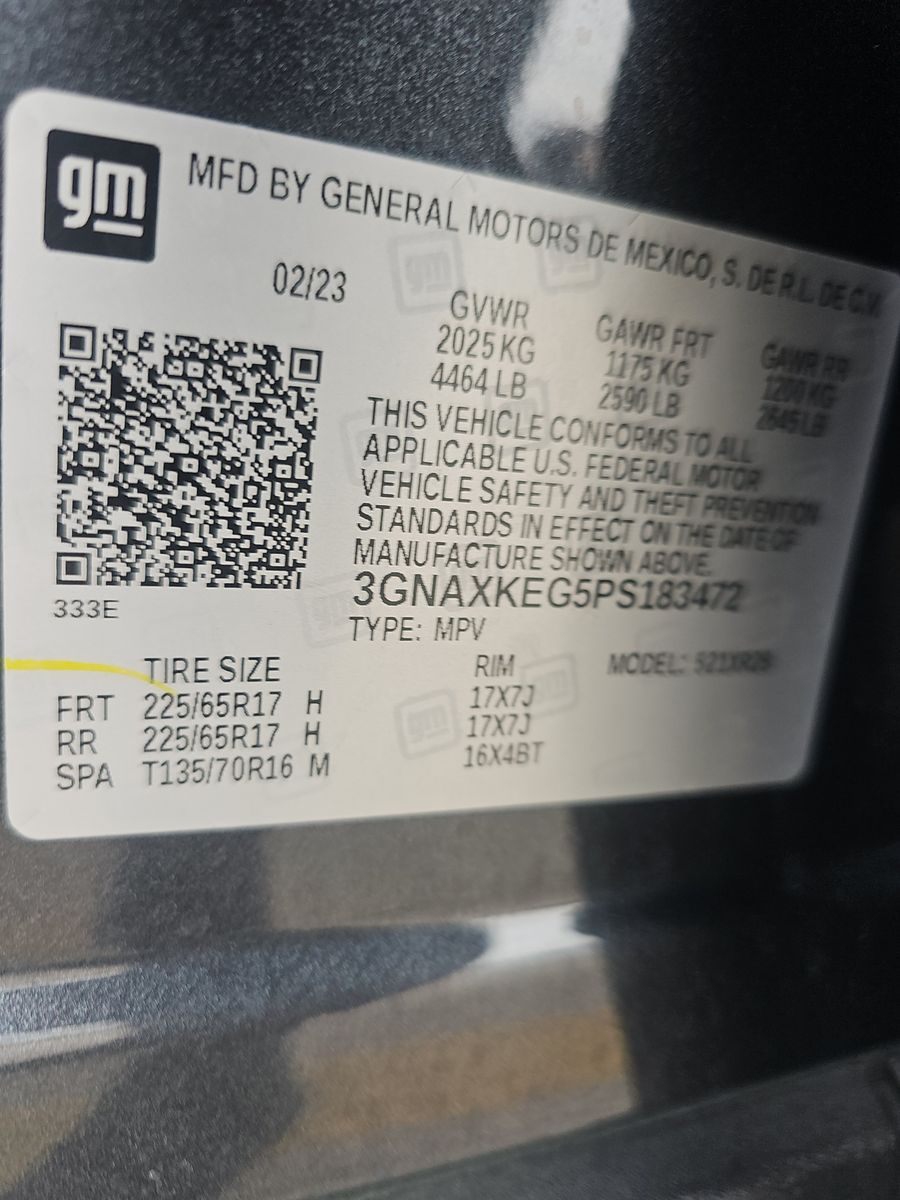 gm
MFD BY GENERAL MOTORS DE MEXICO, S. DE R.L. DE C.V.
02/23
GVWR GAWR FRT GAWR RR
2025 KG 1175 KG 1200 KG
4464 LB 2590 LB 2645 LB
THIS VEHICLE CONFORMS TO ALL
APPLICABLE U.S. FEDERAL MOTOR
VEHICLE SAFETY AND THEFT PREVENTION
STANDARDS IN EFFECT ON THE DATE OF
MANUFACTURE SHOWN ABOVE.
3GNAXKEG5PS183472
333E
TYPE: MPV
TIRE SIZE RIM MODEL:
FRT 225/65R17 H 17X7J
RR 225/65R17 H 17X7J
SPA T135/70R16 M 16X4BT